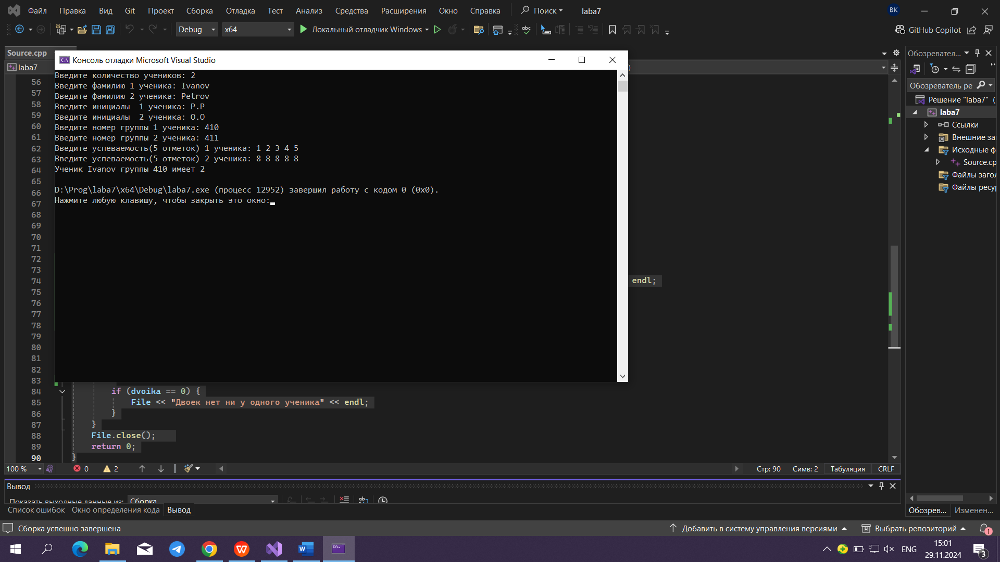 Файл Правка Вид Git Проект Сборка Отладка Тест Анализ Средства Расширения Окно Справка Поиск laba7 BK
Debug x64 Локальный отладчик Windows GitHub Copilot
Source.cpp
Обозревател...
laba7
Консоль отладки Microsoft Visual Studio
Введите количество учеников: 2
Введите фамилию 1 ученика: Ivanov
Введите фамилию 2 ученика: Petrov
Введите инициалы  1 ученика: P.P
Введите инициалы  2 ученика: O.O
Введите номер группы 1 ученика: 410
Введите номер группы 2 ученика: 411
Введите успеваемость(5 отметок) 1 ученика: 1 2 3 4 5
Введите успеваемость(5 отметок) 2 ученика: 8 8 8 8 8
Ученик Ivanov группы 410 имеет 2
D:\Prog\laba7\x64\Debug\laba7.exe (процесс 12952) завершил работу с кодом 0 (0x0).
Нажмите любую клавишу, чтобы закрыть это окно:
56
57
58
59
60
61
62
63
64
65
66
67
68
69
70
71
72
73
74 endl;
75
76
77
78
79
80
81
82
83
84 if (dvoika == 0) {
85 File << "Двоек нет ни у одного ученика" << endl;
86 }
87 }
88 File.close();
89 return 0;
90 }
Обозреватель ре
Решение "laba7" (
laba7
Ссылки
Внешние за
Исходные ф
Source.cp
Файлы загол
Файлы ресу
100 % 0 2 Стр: 90 Симв: 2 Табуляция CRLF
Вывод
Показать выходные данные из: Сборка
Список ошибок Окно определения кода Вывод
Обозрев... Изменен...
Сборка успешно завершена Добавить в систему управления версиями Выбрать репозиторий 1
ENG 15:01
29.11.2024 3